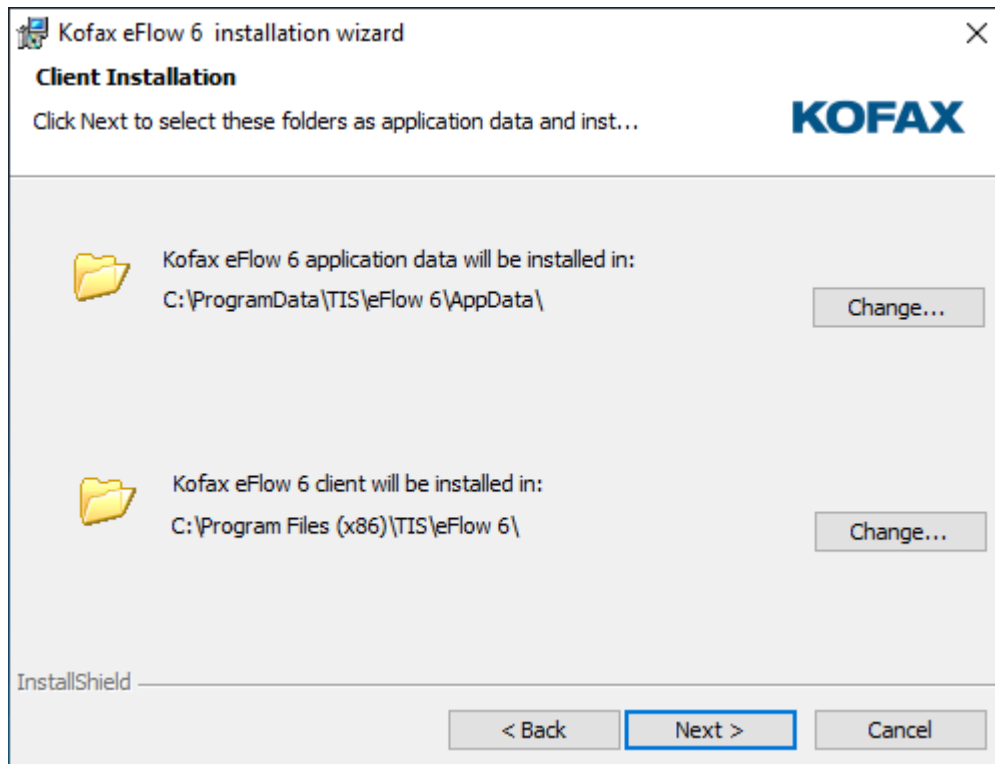 Kofax eFlow 6  installation wizard
Client Installation
Click Next to select these folders as application data and inst...
KOFAX
Kofax eFlow 6 application data will be installed in:
C:\ProgramData\TIS\eFlow 6\AppData\
Change...
Kofax eFlow 6 client will be installed in:
C:\Program Files (x86)\TIS\eFlow 6\
Change...
InstallShield
< Back
Next >
Cancel